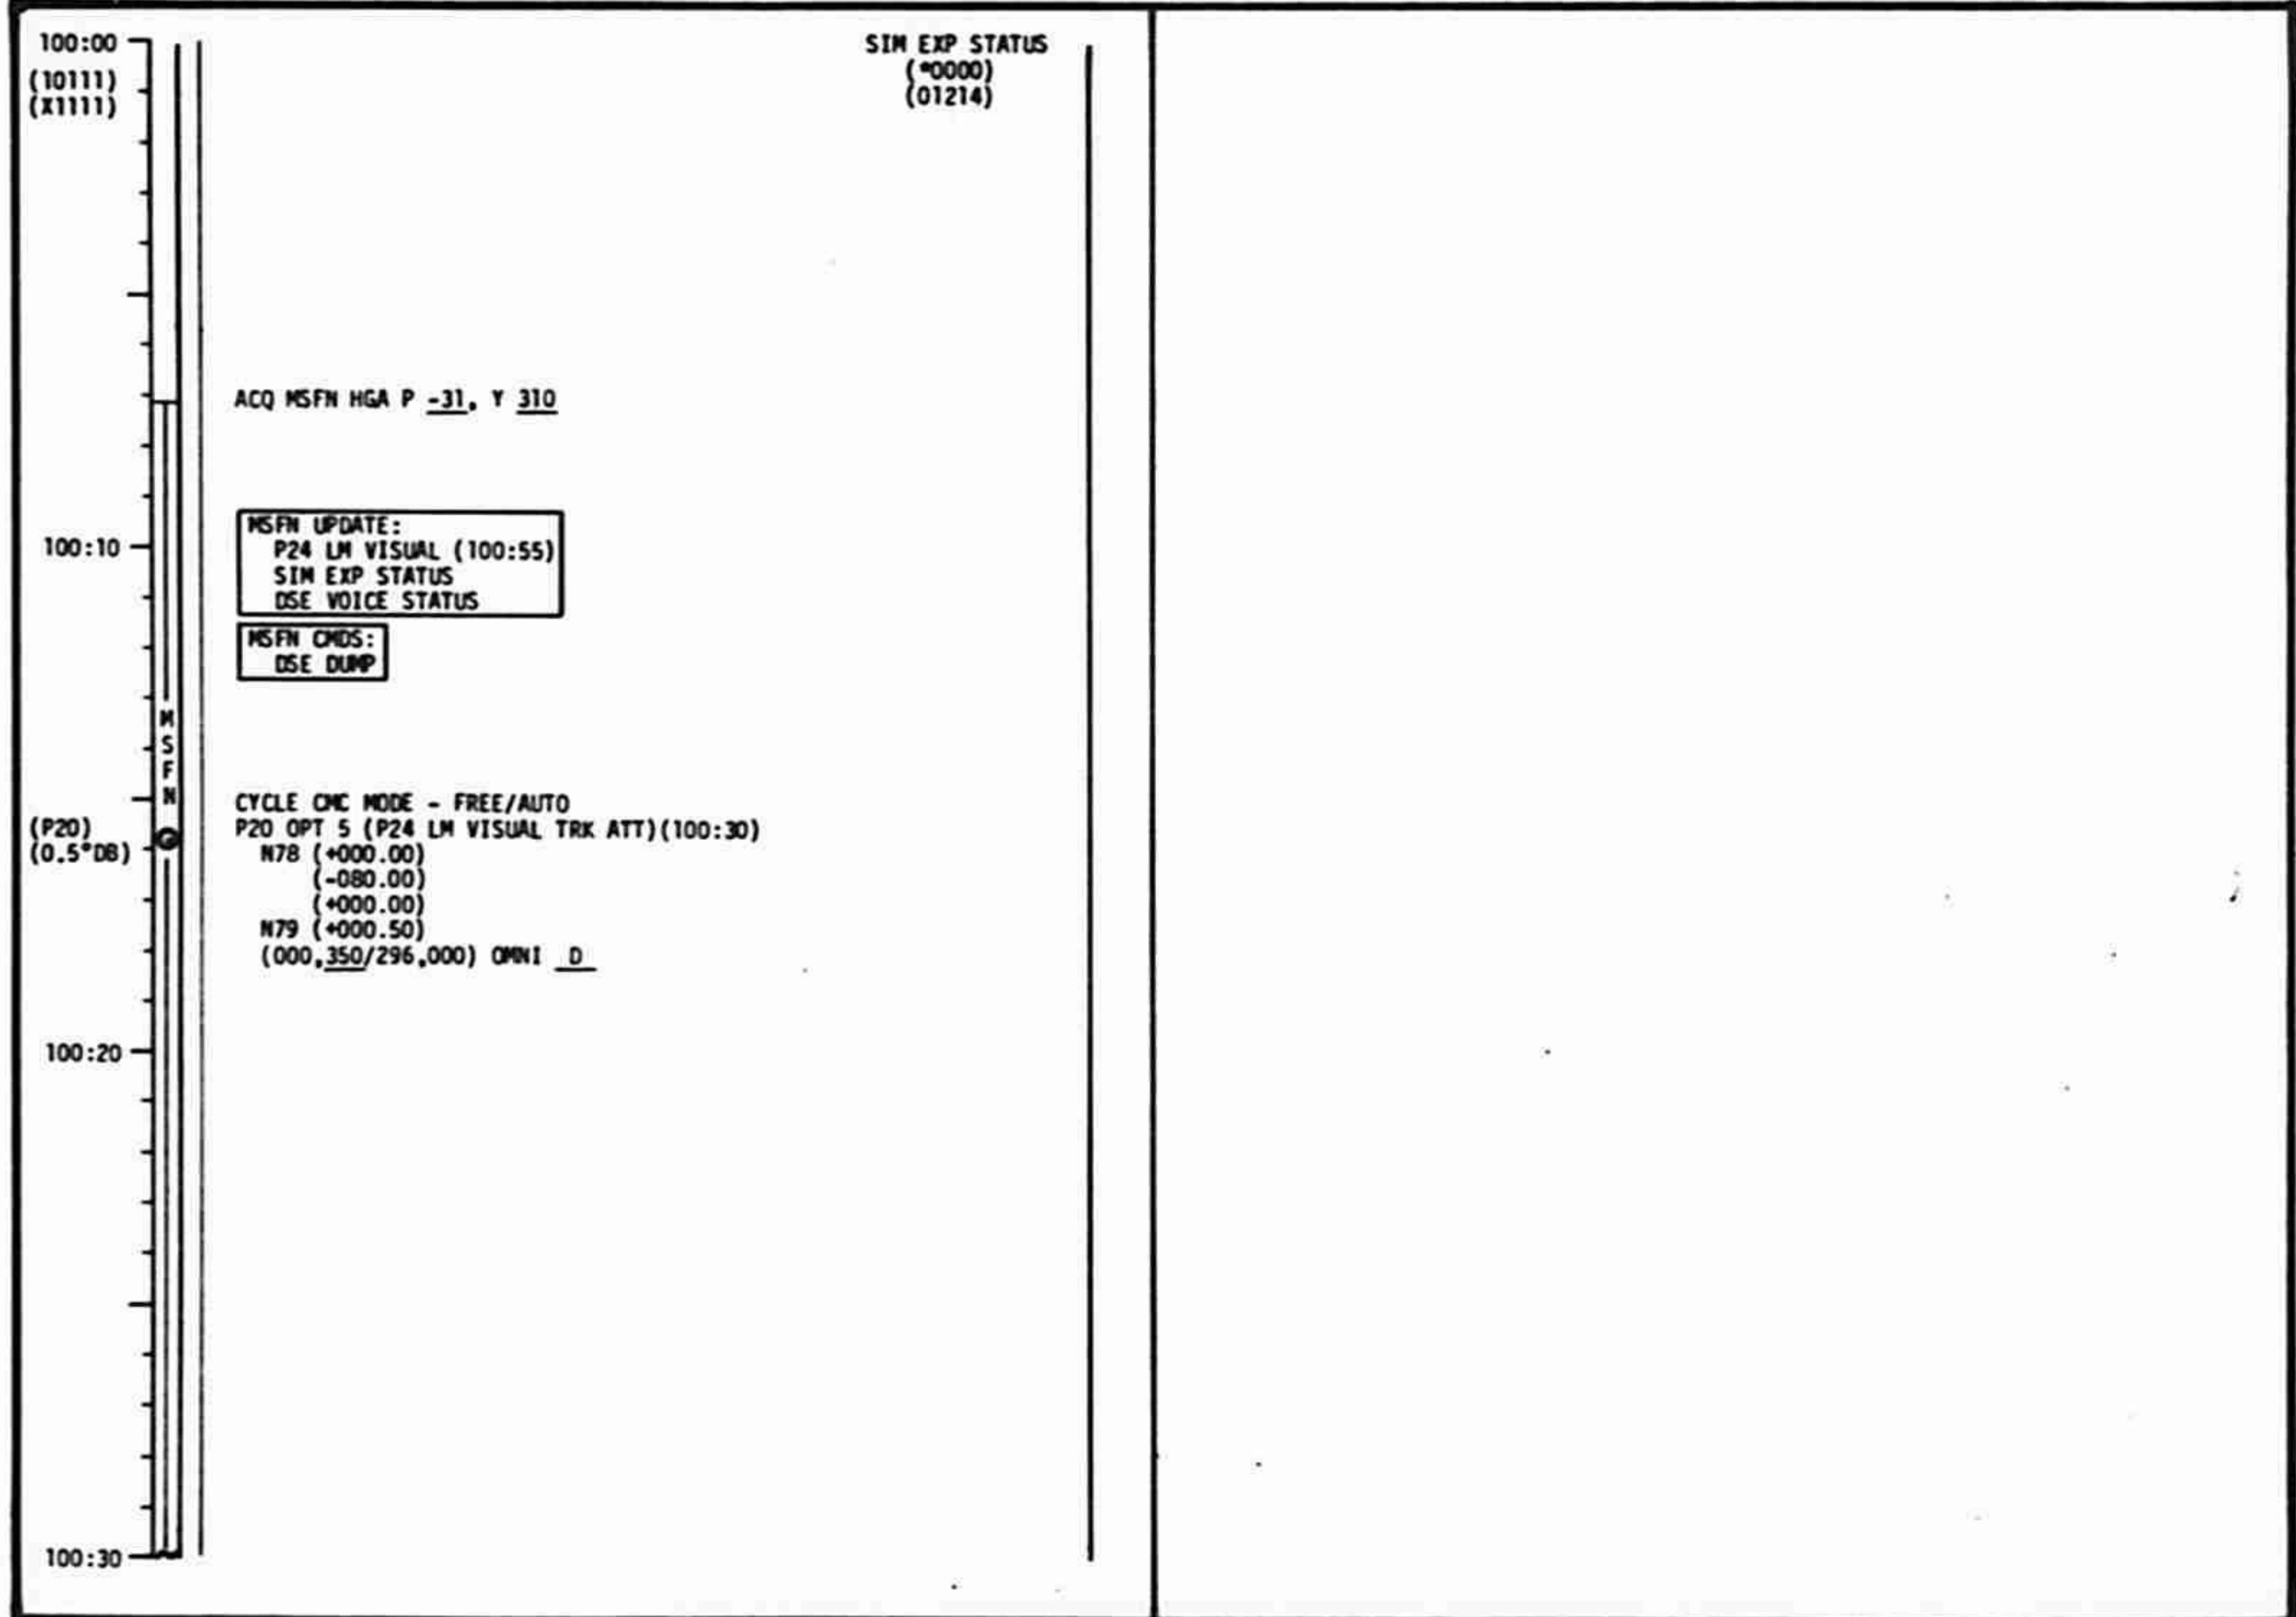 100:00
(10111)
(X1111)
SIM EXP STATUS
(*0000)
(01214)
ACQ MSFN HGA P -31, Y 310
MSFN UPDATE:
P24 LM VISUAL (100:55)
SIM EXP STATUS
DSE VOICE STATUS
100:10
MSFN CMDS:
DSE DUMP
MSFN
CYCLE CMC MODE - FREE/AUTO
(P20)
P20 OPT 5 (P24 LM VISUAL TRK ATT)(100:30)
(0.5°DB)
N78 (+000.00)
(-080.00)
(+000.00)
N79 (+000.50)
(000,350/296,000) OMNI D
100:20
100:30